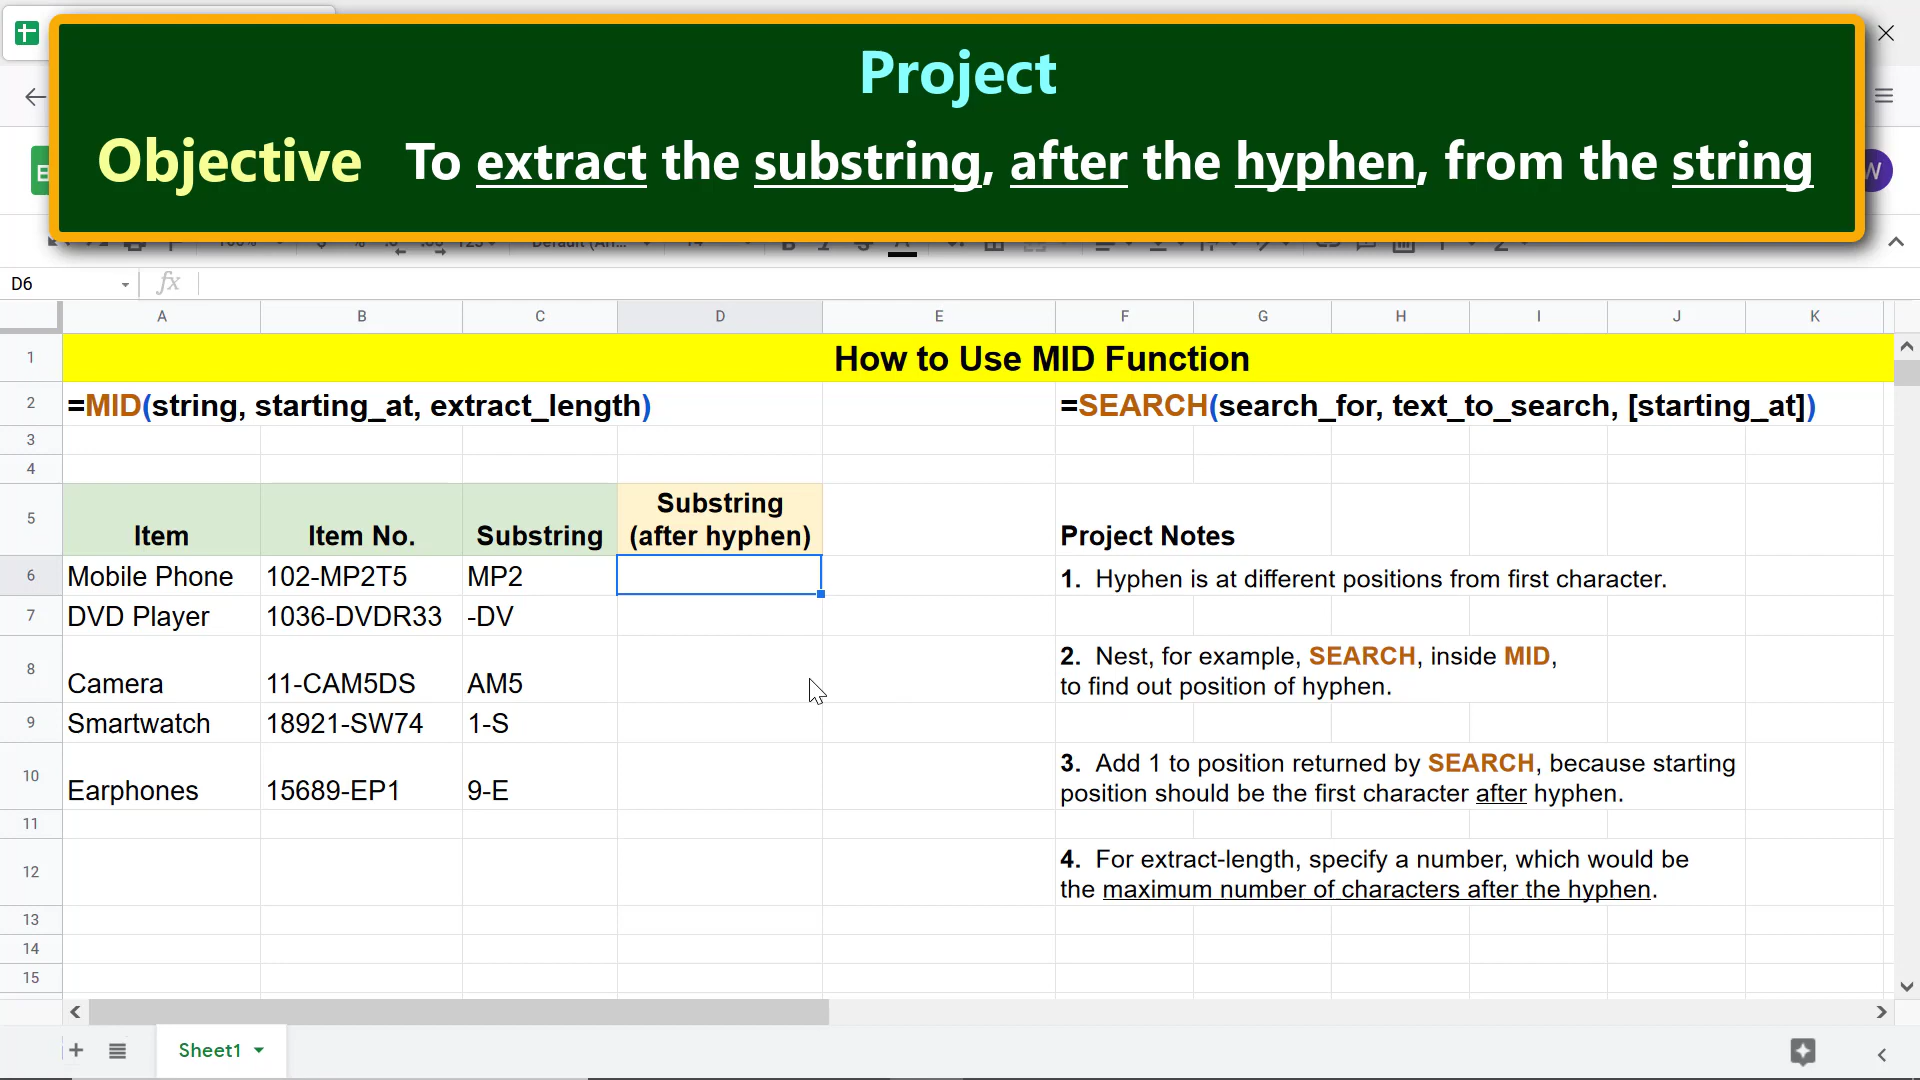 Project
Objective To extract the substring, after the hyphen, from the string
E
W
D6
fx
A B C D E F G H I J K
1 How to Use MID Function
2 =MID(string, starting_at, extract_length) =SEARCH(search_for, text_to_search, [starting_at])
3
4
5 Item Item No. Substring Substring (after hyphen) Project Notes
6 Mobile Phone 102-MP2T5 MP2 1. Hyphen is at different positions from first character.
7 DVD Player 1036-DVDR33 -DV
2. Nest, for example, SEARCH, inside MID,
8 Camera 11-CAM5DS AM5 to find out position of hyphen.
9 Smartwatch 18921-SW74 1-S
3. Add 1 to position returned by SEARCH, because starting
10 Earphones 15689-EP1 9-E position should be the first character after hyphen.
11
4. For extract-length, specify a number, which would be
12 the maximum number of characters after the hyphen.
13
14
15
Sheet1